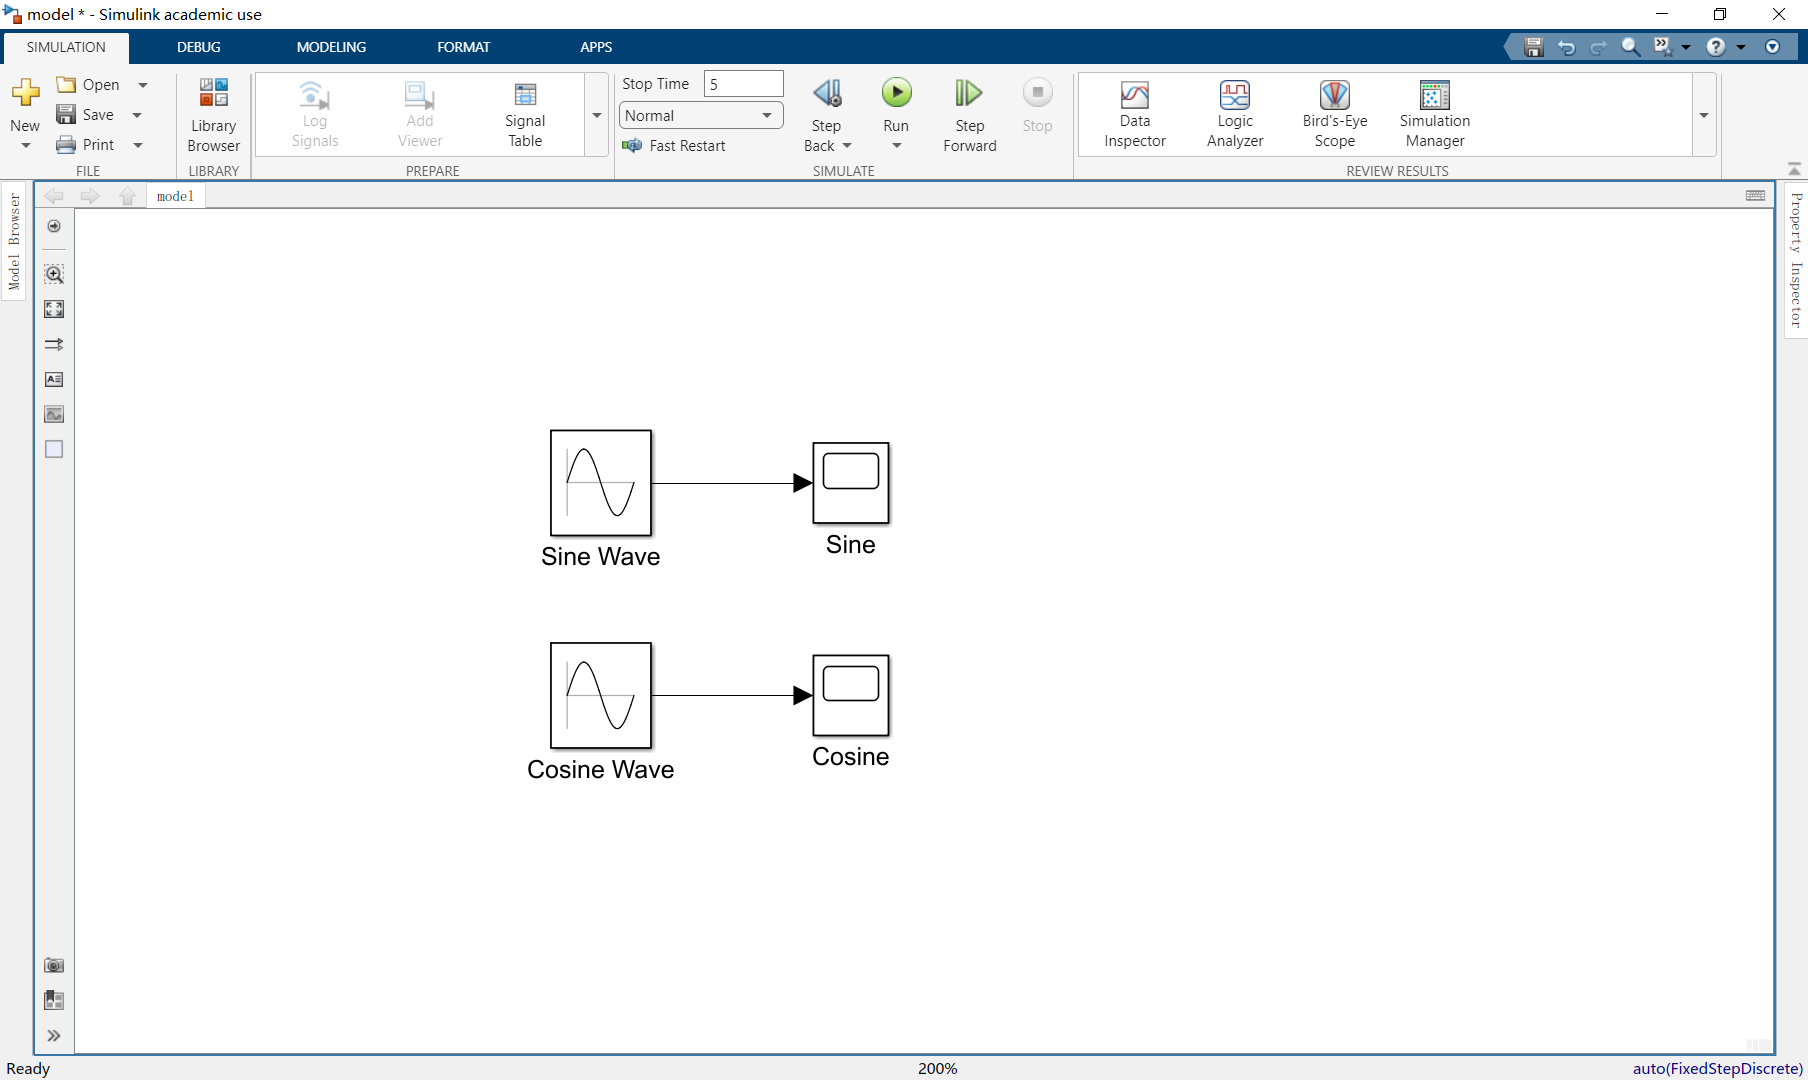 model * - Simulink academic use
SIMULATION DEBUG MODELING FORMAT APPS
New
Open
Save
Print
FILE
Library
Browser
LIBRARY
Log
Signals
Add
Viewer
Signal
Table
PREPARE
Stop Time 5
Normal
Fast Restart
Step
Back
Run
Step
Forward
Stop
SIMULATE
Data
Inspector
Logic
Analyzer
Bird's-Eye
Scope
Simulation
Manager
REVIEW RESULTS
Model Browser
model
Property Inspector
Sine Wave
Sine
Cosine Wave
Cosine
Ready
200%
auto(FixedStepDiscrete)